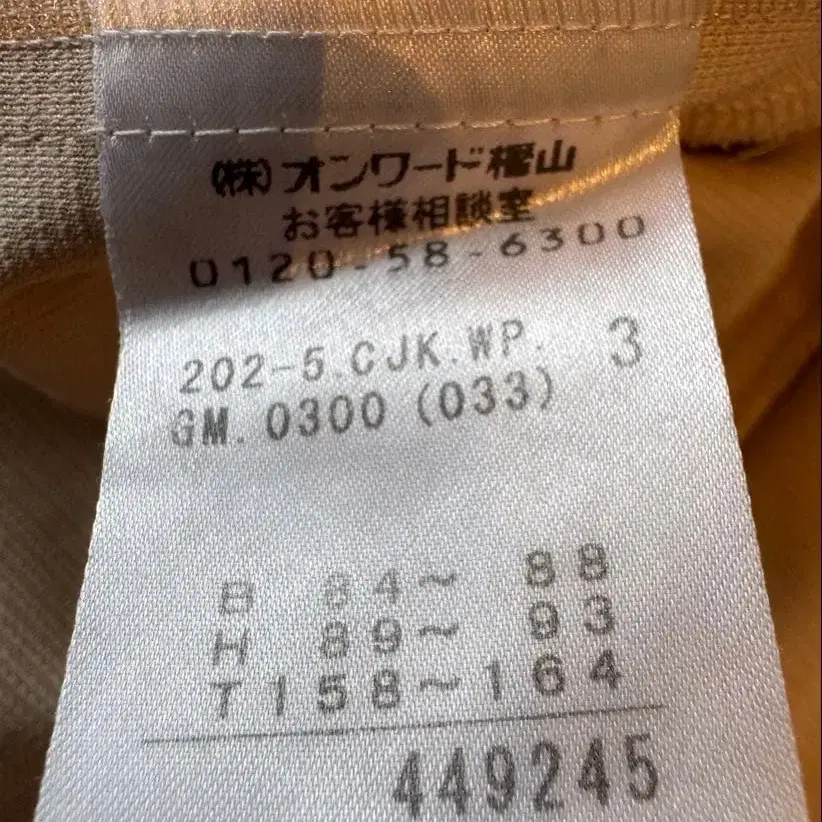 (株)オンワード樫山
お客様相談室
0120-58-6300
202-5.CJK.WP. 3
GM.0300(033)
B 84～ 88
H 89～ 93
T158～164
449245